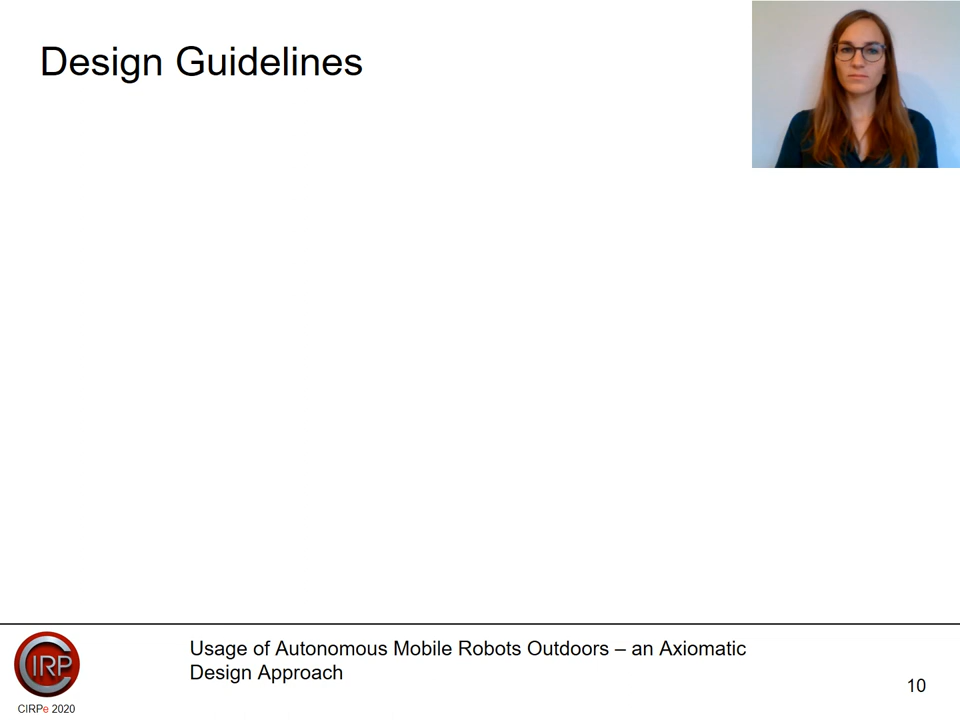 Design Guidelines
Usage of Autonomous Mobile Robots Outdoors – an Axiomatic
Design Approach
CIRP
CIRPe 2020
10